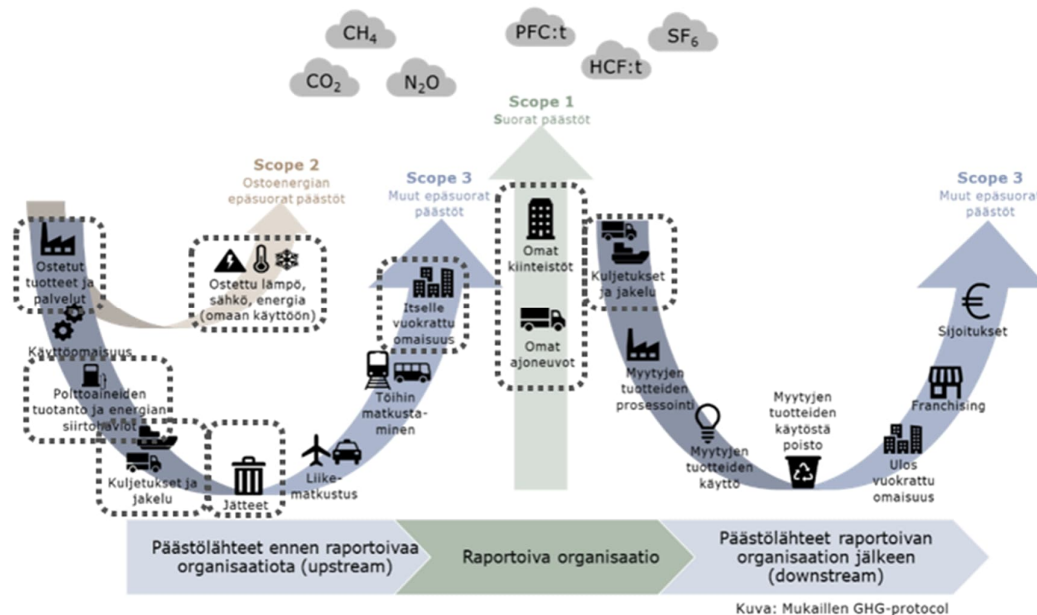 CH₄
PFC:t
SF₆
CO₂
N₂O
HCF:t
Scope 1
Suorat päästöt
Scope 2
Ostoenergian
epäsuorat päästöt
Scope 3
Muut epäsuorat
päästöt
Scope 3
Muut epäsuorat
päästöt
Ostetut
tuotteet ja
palvelut
Käyttöomaisuus
Polttoaineiden
tuotanto ja energian
siirtohäviöt
Kuljetukset ja
jakelu
Jätteet
Ostettu lämpö,
sähkö, energia
(omaan käyttöön)
Liike-
matkustus
Töihin
matkusta-
minen
Itselle
vuokrattu
omaisuus
Omat
kiinteistöt
Omat
ajoneuvot
Kuljetukset
ja jakelu
Myytyjen
tuotteiden
prosessointi
Myytyjen
tuotteiden
käyttö
Myytyjen
tuotteiden
käytöstä
poisto
Ulos
vuokrattu
omaisuus
Franchising
€
Sijoitukset
Päästölähteet ennen raportoivaa
organisaatiota (upstream)
Raportoiva organisaatio
Päästölähteet raportoivan
organisaation jälkeen
(downstream)
Kuva: Mukaillen GHG-protocol